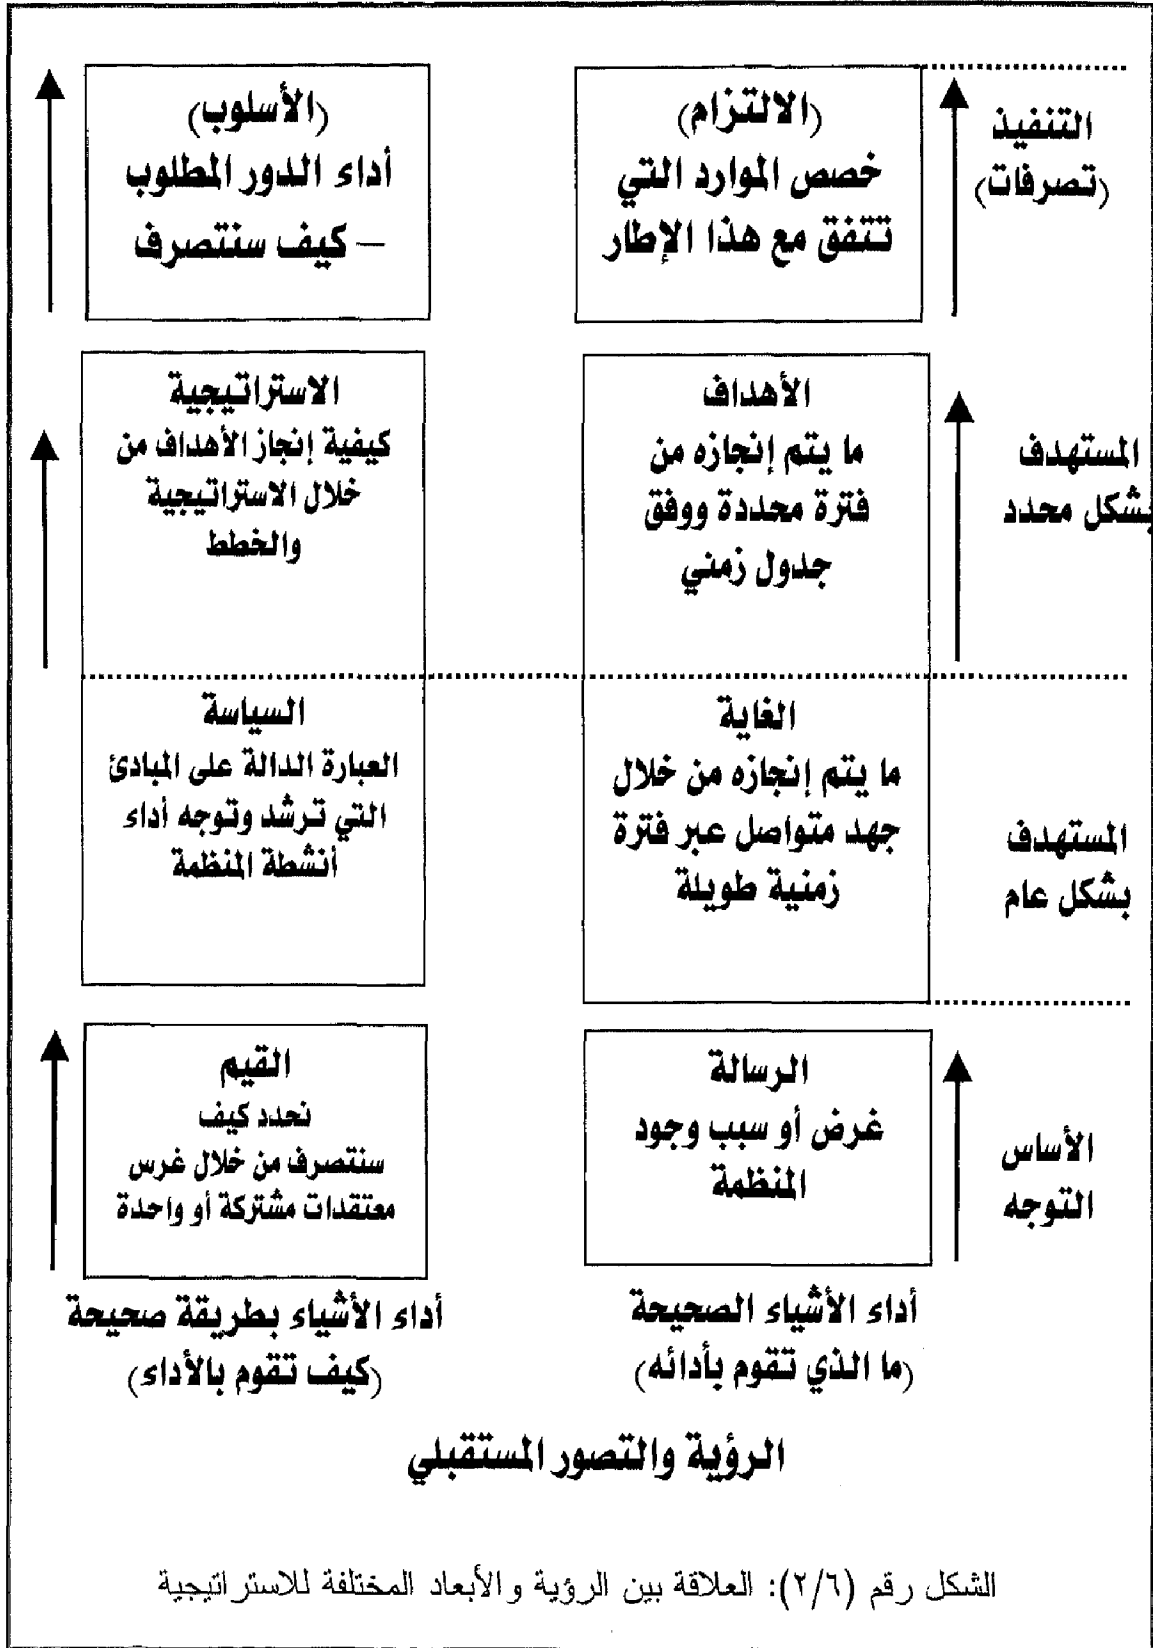 التنفيذ
(تصرفات)
(الالتزام)
خصص الموارد التي
تتفق مع هذا الإطار
(الأسلوب)
أداء الدور المطلوب
– كيف سنتصرف
المستهدف
بشكل محدد
الأهداف
ما يتم إنجازه من
فترة محددة ووفق
جدول زمني
الاستراتيجية
كيفية إنجاز الأهداف من
خلال الاستراتيجية
والخطط
المستهدف
بشكل عام
الغاية
ما يتم إنجازه من خلال
جهد متواصل عبر فترة
زمنية طويلة
السياسة
العبارة الدالة على المبادئ
التي ترشد وتوجه أداء
أنشطة المنظمة
الأساس
التوجه
الرسالة
غرض أو سبب وجود
المنظمة
القيم
نحدد كيف
سنتصرف من خلال غرس
معتقدات مشتركة أو واحدة
أداء الأشياء الصحيحة
(ما الذي تقوم بأدائه)
أداء الأشياء بطريقة صحيحة
(كيف تقوم بالأداء)
الرؤية والتصور المستقبلي
الشكل رقم (٢/٦): العلاقة بين الرؤية والأبعاد المختلفة للاستراتيجية